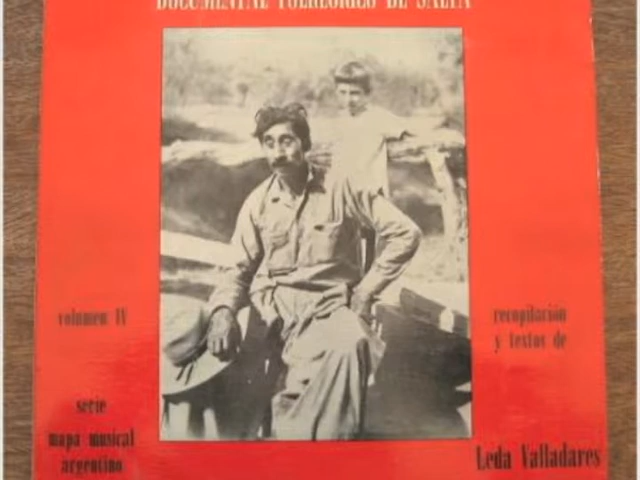 DOCUMENTAL FOLKLORICO DE SALTA
volumen IV
recopilación
y textos de
serie
mapa musical
argentino
Leda Valladares